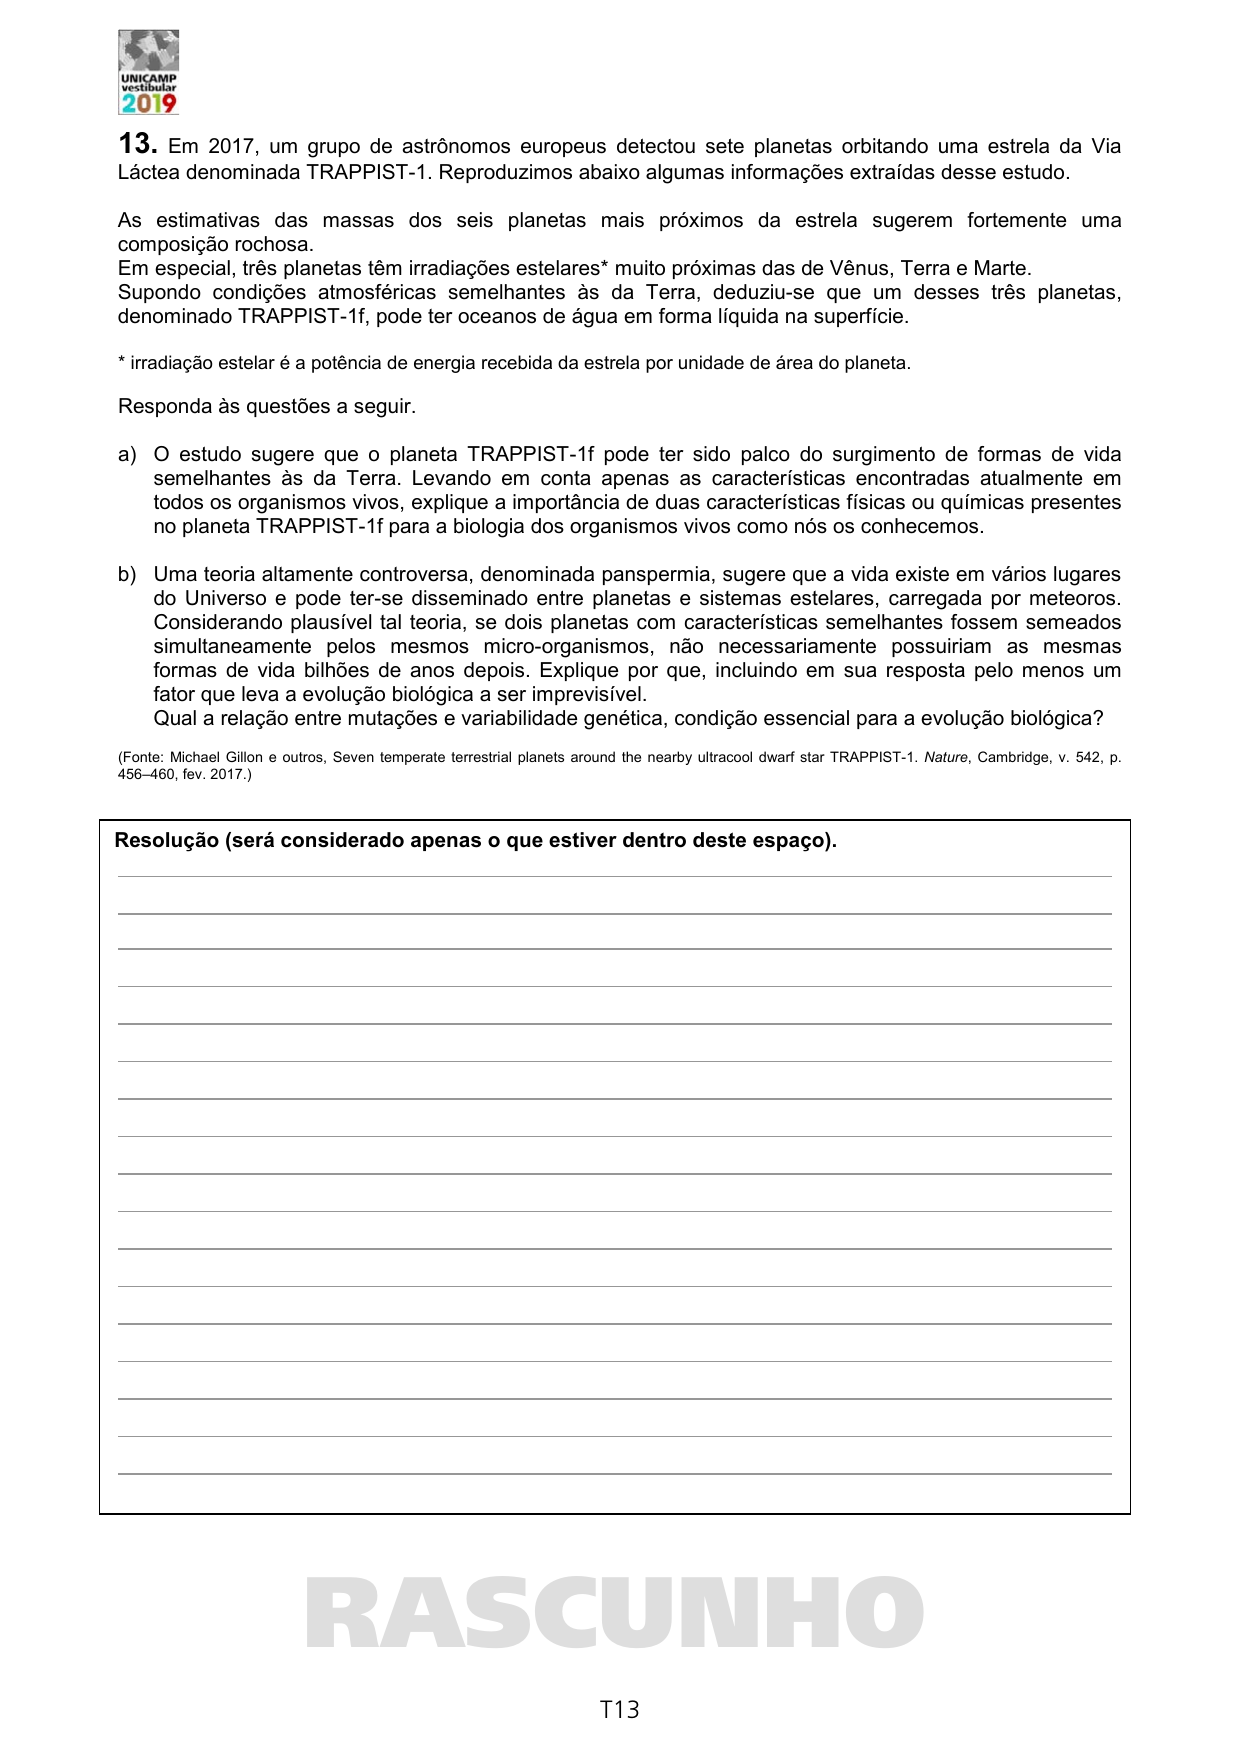 UNICAMP
vestibular
2019
13. Em 2017, um grupo de astrônomos europeus detectou sete planetas orbitando uma estrela da Via
Láctea denominada TRAPPIST-1. Reproduzimos abaixo algumas informações extraídas desse estudo.
As estimativas das massas dos seis planetas mais próximos da estrela sugerem fortemente uma
composição rochosa.
Em especial, três planetas têm irradiações estelares* muito próximas das de Vênus, Terra e Marte.
Supondo condições atmosféricas semelhantes às da Terra, deduziu-se que um desses três planetas,
denominado TRAPPIST-1f, pode ter oceanos de água em forma líquida na superfície.
* irradiação estelar é a potência de energia recebida da estrela por unidade de área do planeta.
Responda às questões a seguir.
a) O estudo sugere que o planeta TRAPPIST-1f pode ter sido palco do surgimento de formas de vida
semelhantes às da Terra. Levando em conta apenas as características encontradas atualmente em
todos os organismos vivos, explique a importância de duas características físicas ou químicas presentes
no planeta TRAPPIST-1f para a biologia dos organismos vivos como nós os conhecemos.
b) Uma teoria altamente controversa, denominada panspermia, sugere que a vida existe em vários lugares
do Universo e pode ter-se disseminado entre planetas e sistemas estelares, carregada por meteoros.
Considerando plausível tal teoria, se dois planetas com características semelhantes fossem semeados
simultaneamente pelos mesmos micro-organismos, não necessariamente possuiriam as mesmas
formas de vida bilhões de anos depois. Explique por que, incluindo em sua resposta pelo menos um
fator que leva a evolução biológica a ser imprevisível.
Qual a relação entre mutações e variabilidade genética, condição essencial para a evolução biológica?
(Fonte: Michael Gillon e outros, Seven temperate terrestrial planets around the nearby ultracool dwarf star TRAPPIST-1. Nature, Cambridge, v. 542, p.
456–460, fev. 2017.)
Resolução (será considerado apenas o que estiver dentro deste espaço).
RASCUNHO
T13